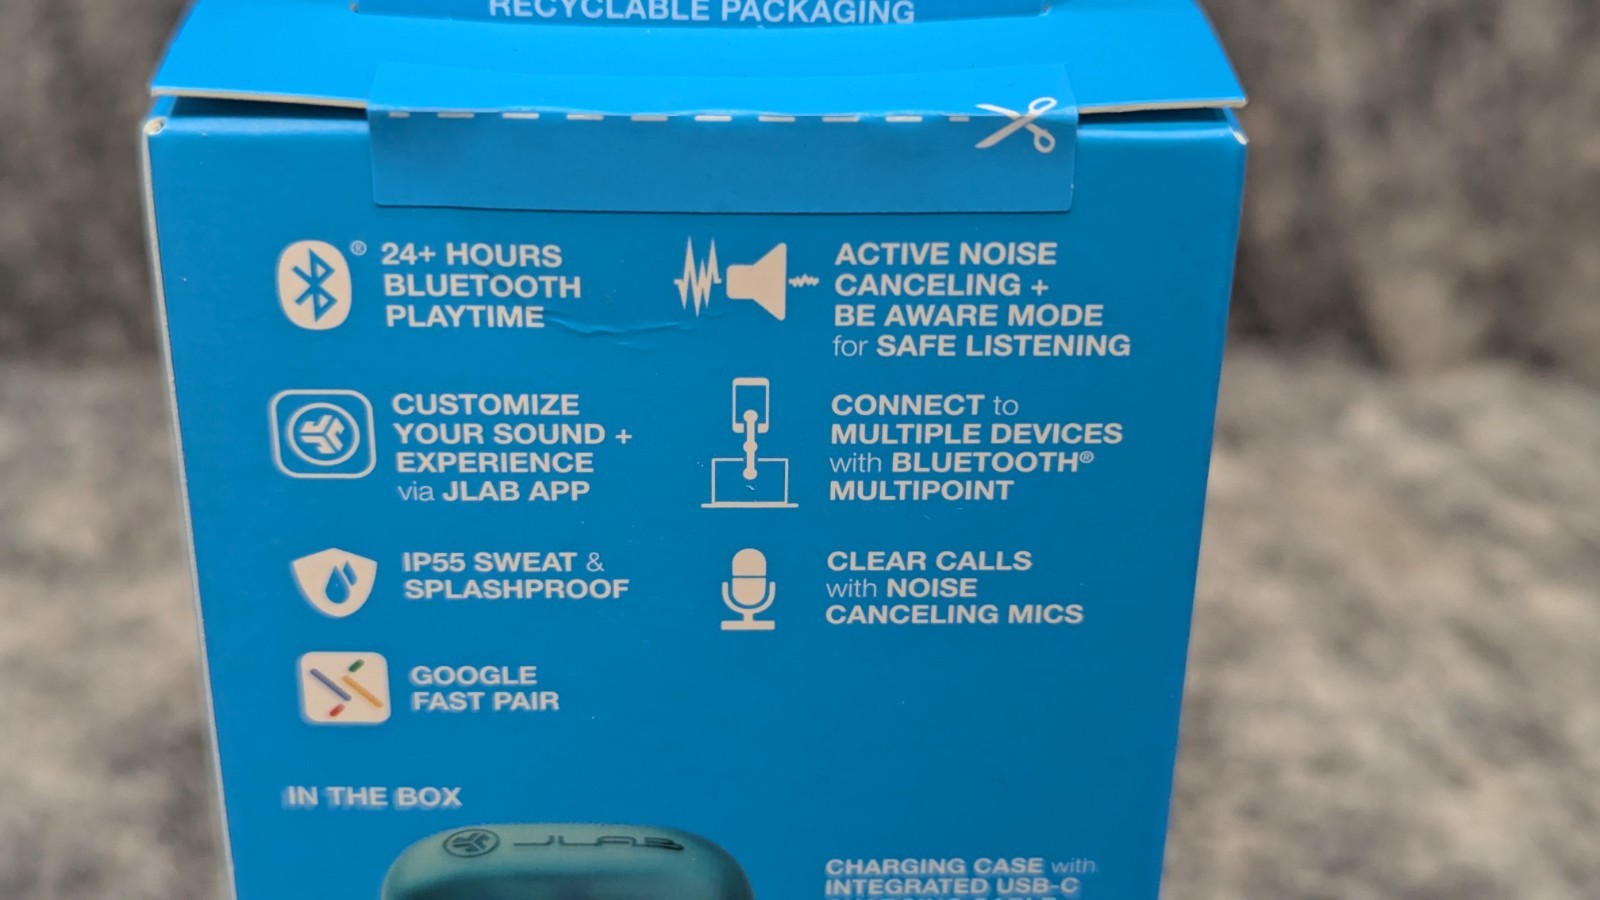 RECYCLABLE PACKAGING
® 24+ HOURS
BLUETOOTH
PLAYTIME
ACTIVE NOISE
CANCELING +
BE AWARE MODE
for SAFE LISTENING
CUSTOMIZE
YOUR SOUND +
EXPERIENCE
via JLAB APP
CONNECT to
MULTIPLE DEVICES
with BLUETOOTH®
MULTIPOINT
IP55 SWEAT &
SPLASHPROOF
CLEAR CALLS
with NOISE
CANCELING MICS
GOOGLE
FAST PAIR
IN THE BOX
JLAB
CHARGING CASE with
INTEGRATED USB-C